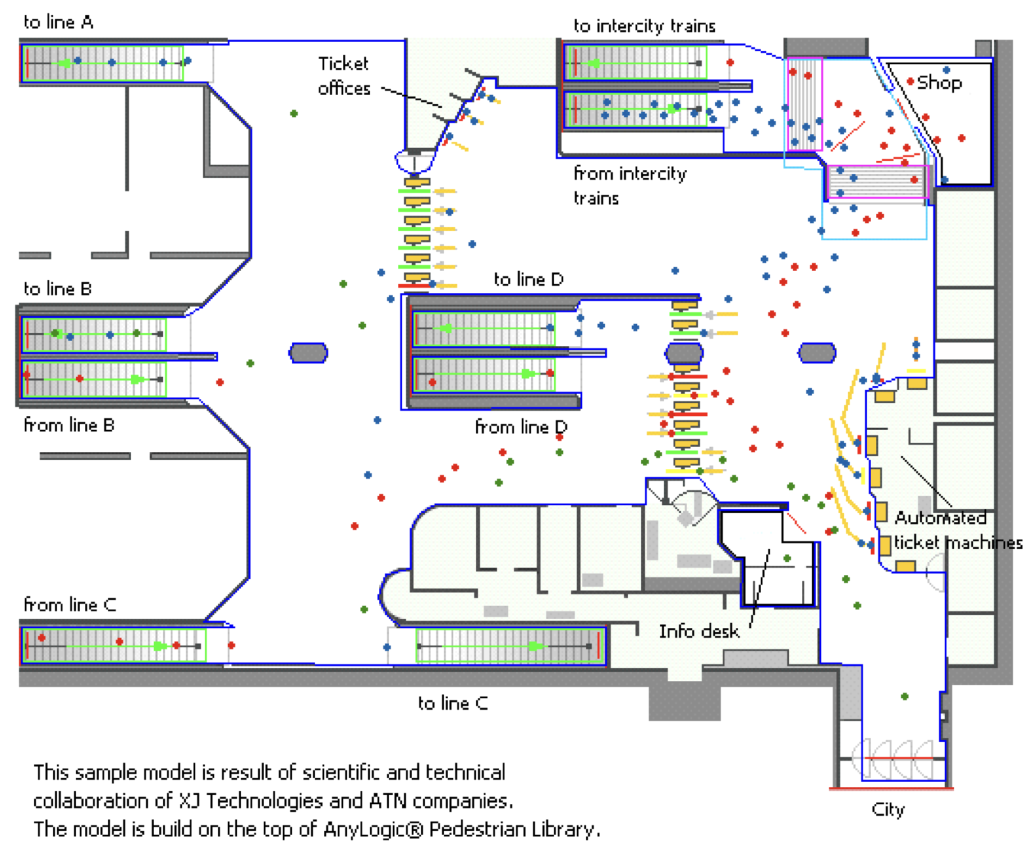 to line A
to intercity trains
Ticket
offices
Shop
from intercity
trains
to line B
to line D
from line B
from line D
Automated
ticket machines
from line C
Info desk
to line C
This sample model is result of scientific and technical
collaboration of XJ Technologies and ATN companies.
The model is build on the top of AnyLogic® Pedestrian Library.
City